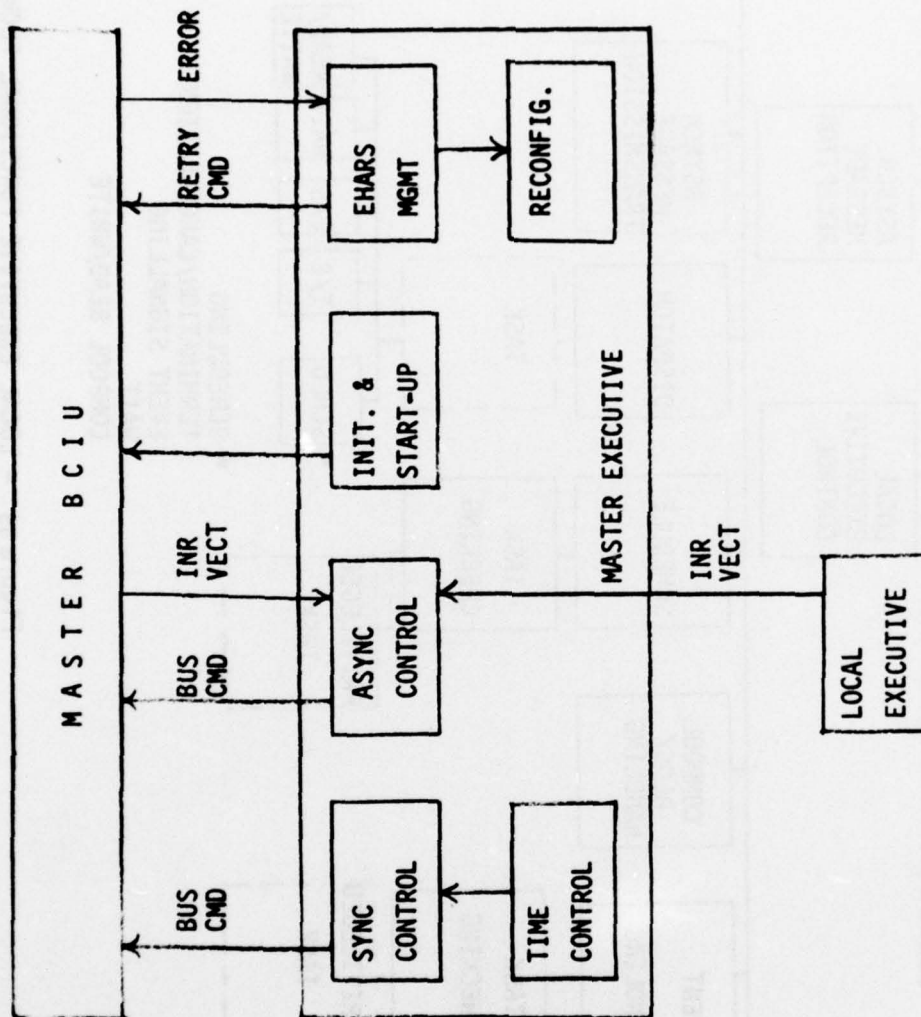 MASTER BCIU
BUS
CMD
BUS
CMD
INR
VECT
RETRY
CMD
ERROR
SYNC
CONTROL
ASYNC
CONTROL
INIT. &
START-UP
EHARS
MGMT
TIME
CONTROL
RECONFIG.
MASTER EXECUTIVE
INR
VECT
LOCAL
EXECUTIVE